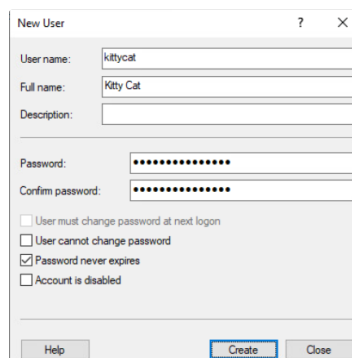 New User ? ×
User name: kittycat
Full name: Kitty Cat
Description:
Password: •••••••••••••••
Confirm password: •••••••••••••••
User must change password at next logon
User cannot change password
Password never expires
Account is disabled
Help Create Close